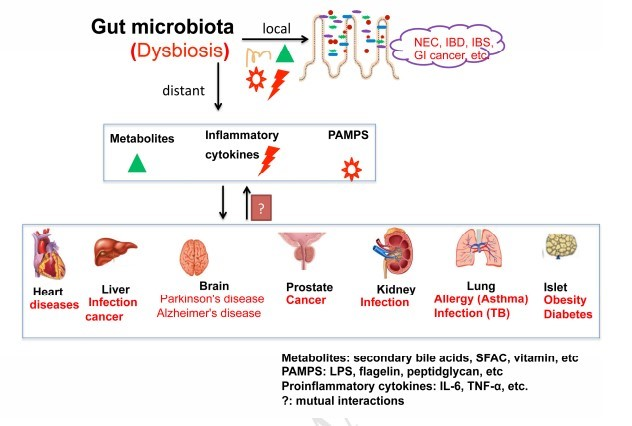 Gut microbiota
(Dysbiosis)
local
NEC, IBD, IBS,
GI cancer, etc.
distant
Metabolites
Inflammatory
cytokines
PAMPS
?
Heart
diseases
Liver
Infection
cancer
Brain
Parkinson's disease
Alzheimer's disease
Prostate
Cancer
Kidney
Infection
Lung
Allergy (Asthma)
Infection (TB)
Islet
Obesity
Diabetes
Metabolites: secondary bile acids, SFAC, vitamin, etc
PAMPS: LPS, flagelin, peptidglycan, etc
Proinflammatory cytokines: IL-6, TNF-α, etc.
?: mutual interactions